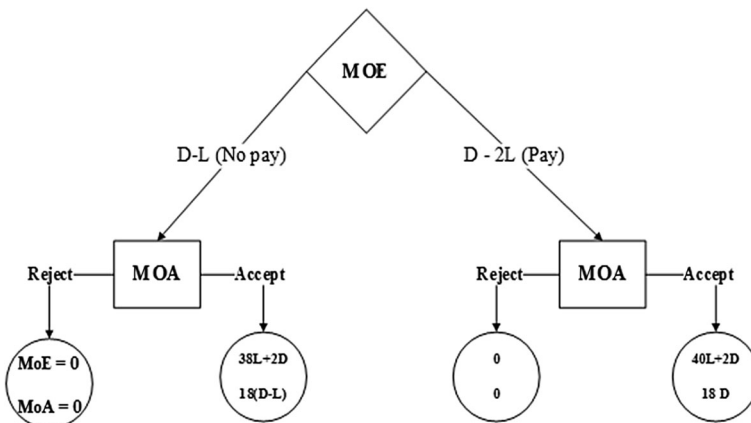 MOE
D-L (No pay)
D - 2L (Pay)
Reject
MOA
Accept
Reject
MOA
Accept
MoE = 0
MoA = 0
38L+2D
18(D-L)
0
0
40L+2D
18 D